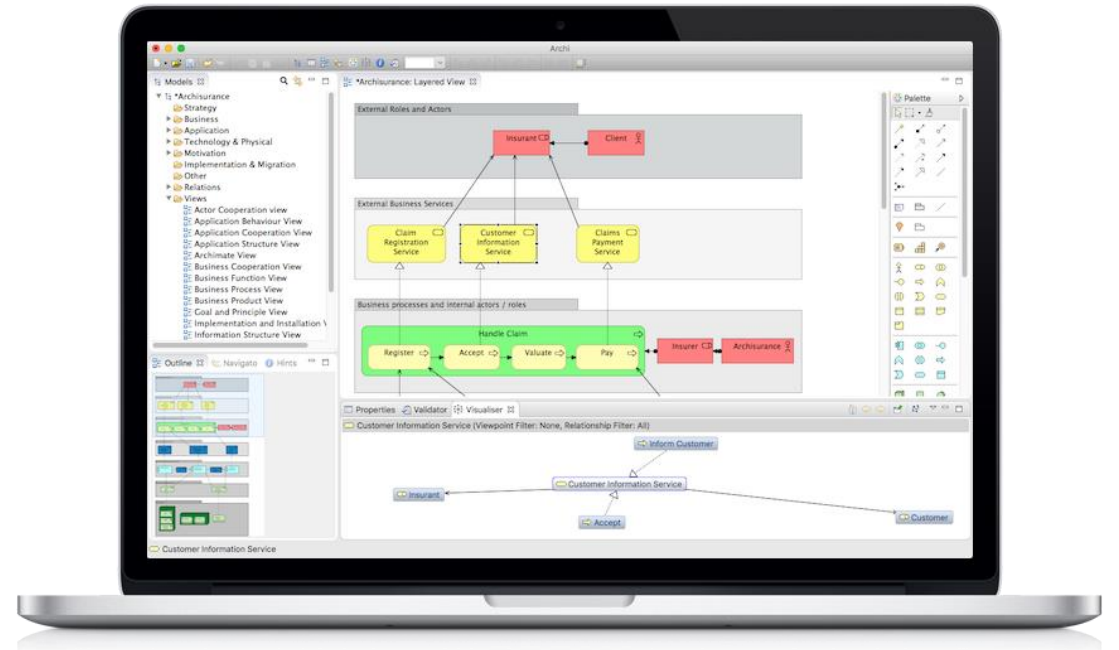 Archi
Models
*Archisurance: Layered View
*Archisurance
Strategy
Business
Application
Technology & Physical
Motivation
Implementation & Migration
Other
Relations
Views
Actor Cooperation view
Application Behaviour View
Application Cooperation View
Application Structure View
Archimate View
Business Cooperation View
Business Function View
Business Process View
Business Product View
Goal and Principle View
Implementation and Installation
Information Structure View
External Roles and Actors
Insurant
Client
External Business Services
Claim
Registration
Service
Customer
Information
Service
Claims
Payment
Service
Business processes and internal actors / roles
Handle Claim
Register
Accept
Valuate
Pay
Insurer
Archisurance
Palette
Outline
Navigato
Hints
Properties
Validator
Visualiser
Customer Information Service (Viewpoint Filter: None, Relationship Filter: All)
Inform Customer
Customer Information Service
Insurant
Accept
Customer
Customer Information Service